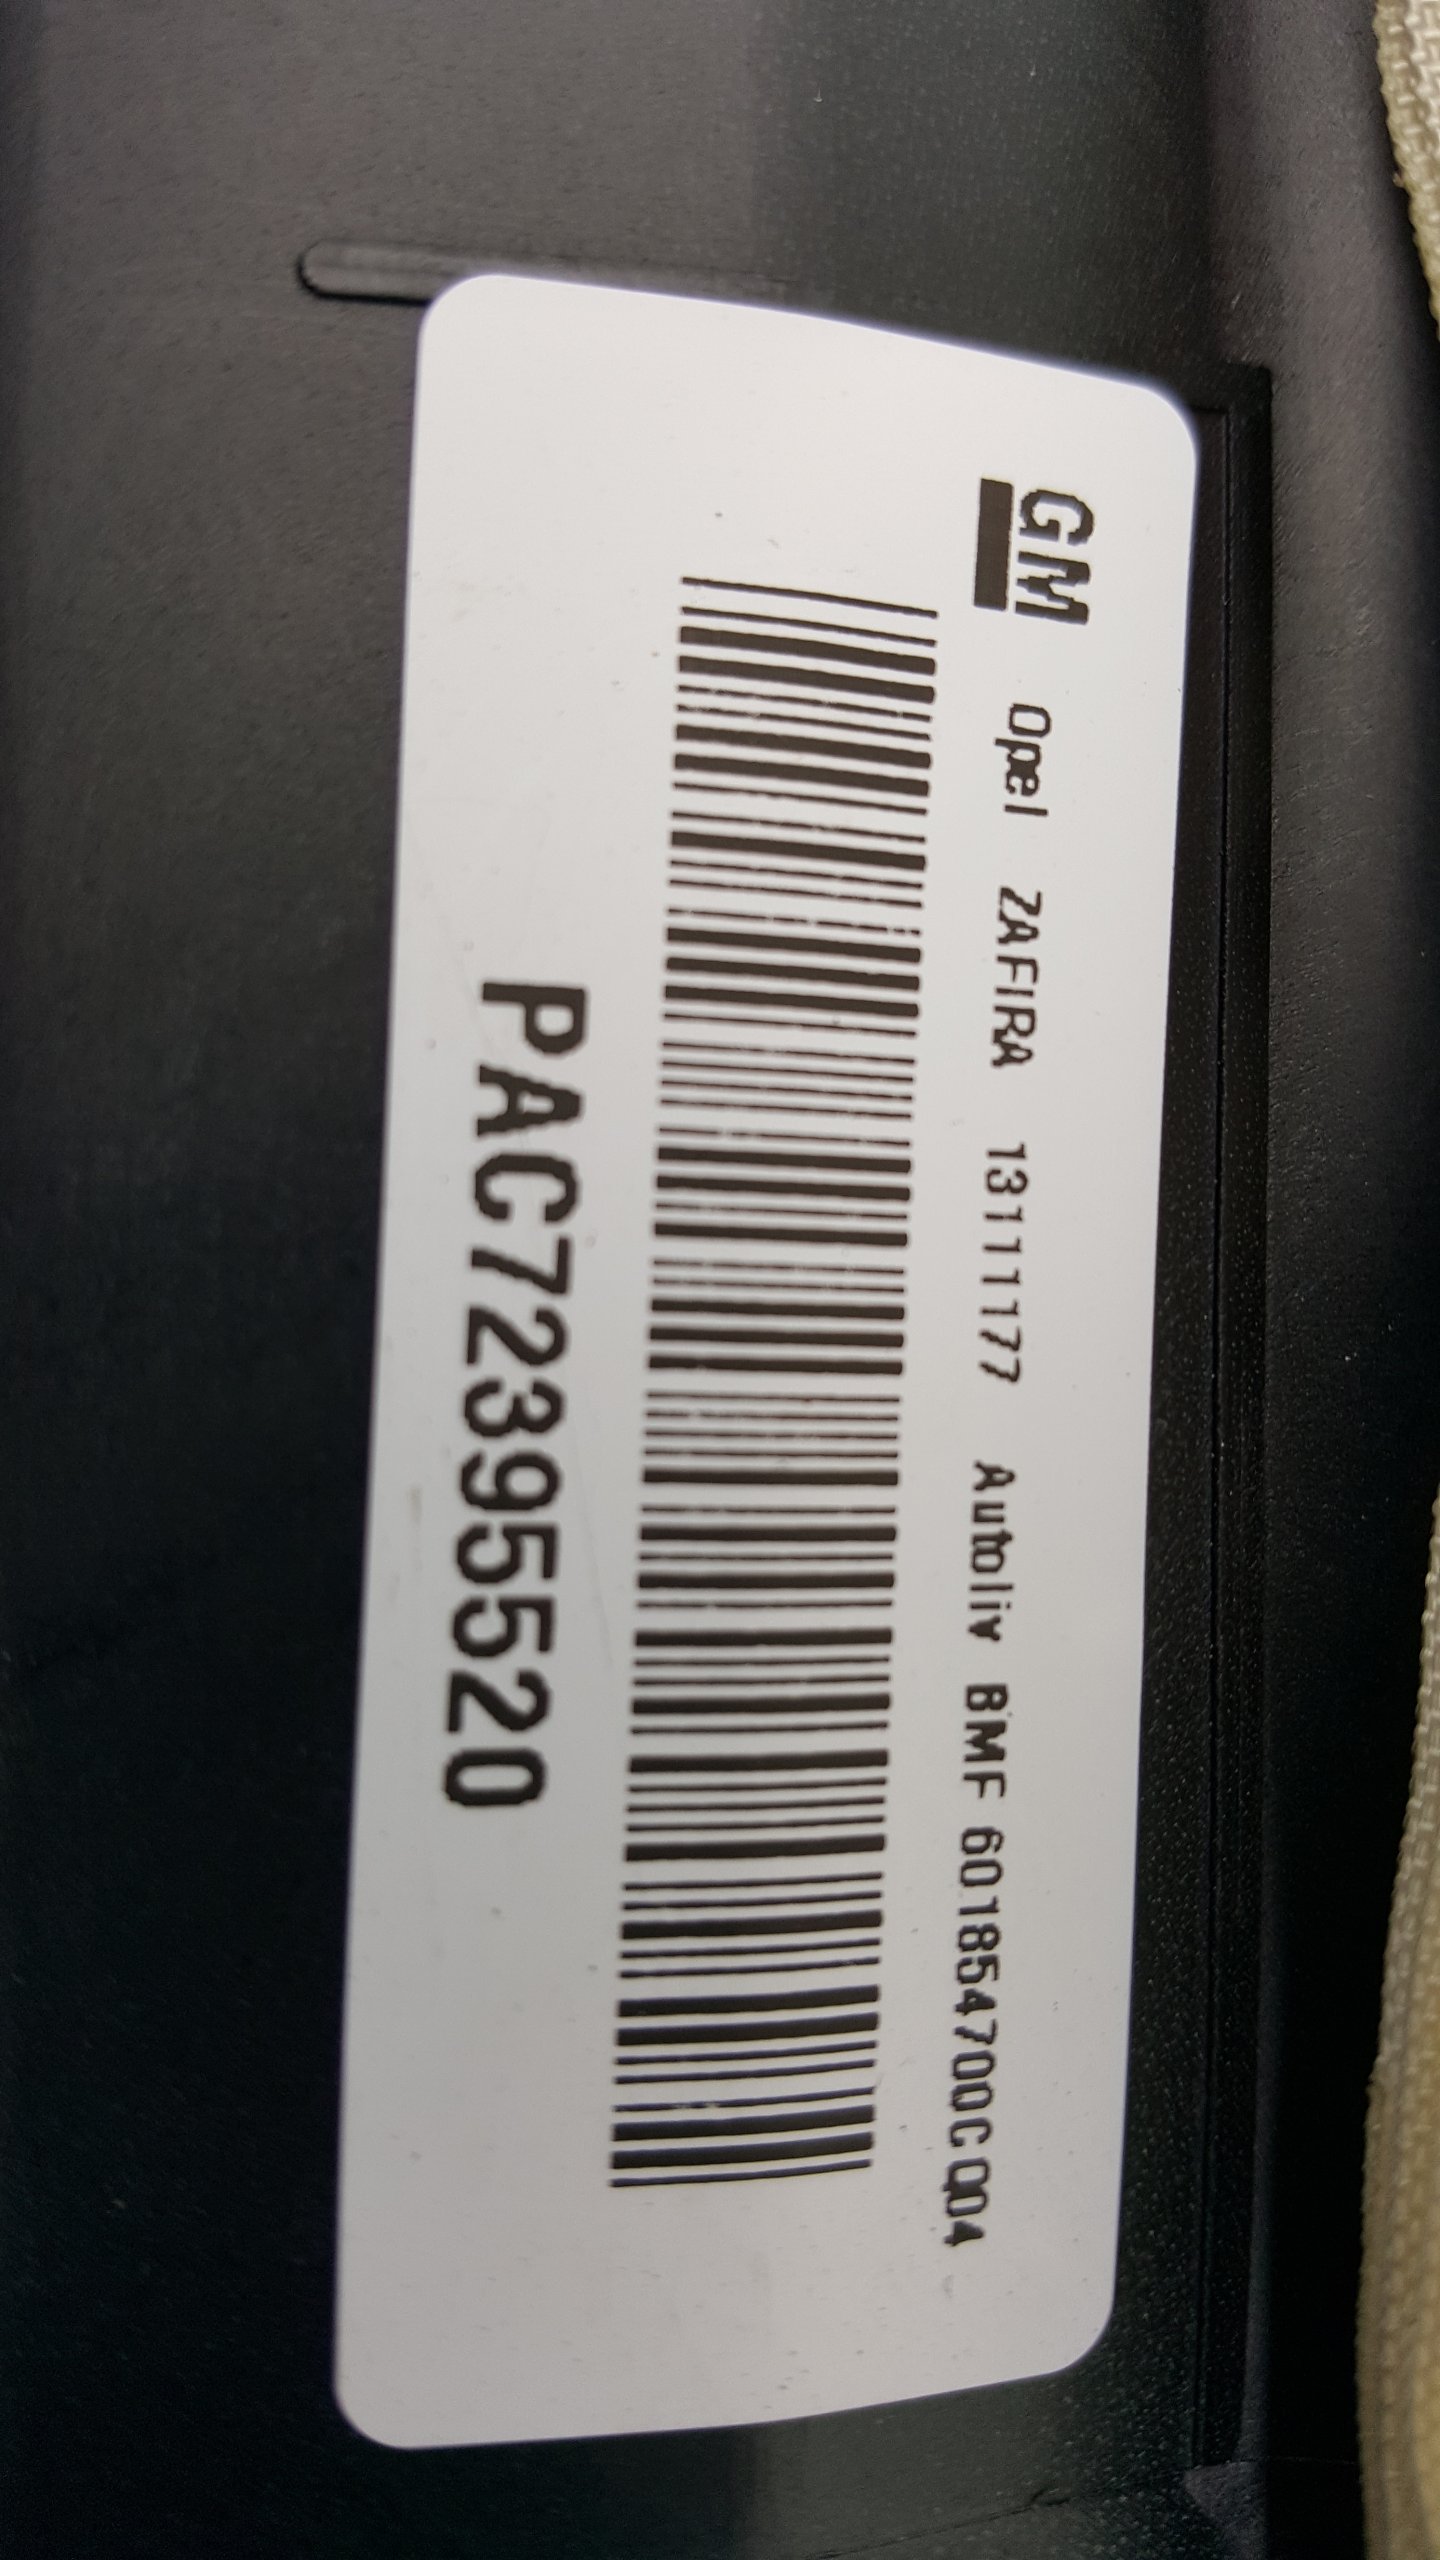 GM Opel ZAFIRA 13111177 Autoliv BMF 601854700C Q04
PAC72395520